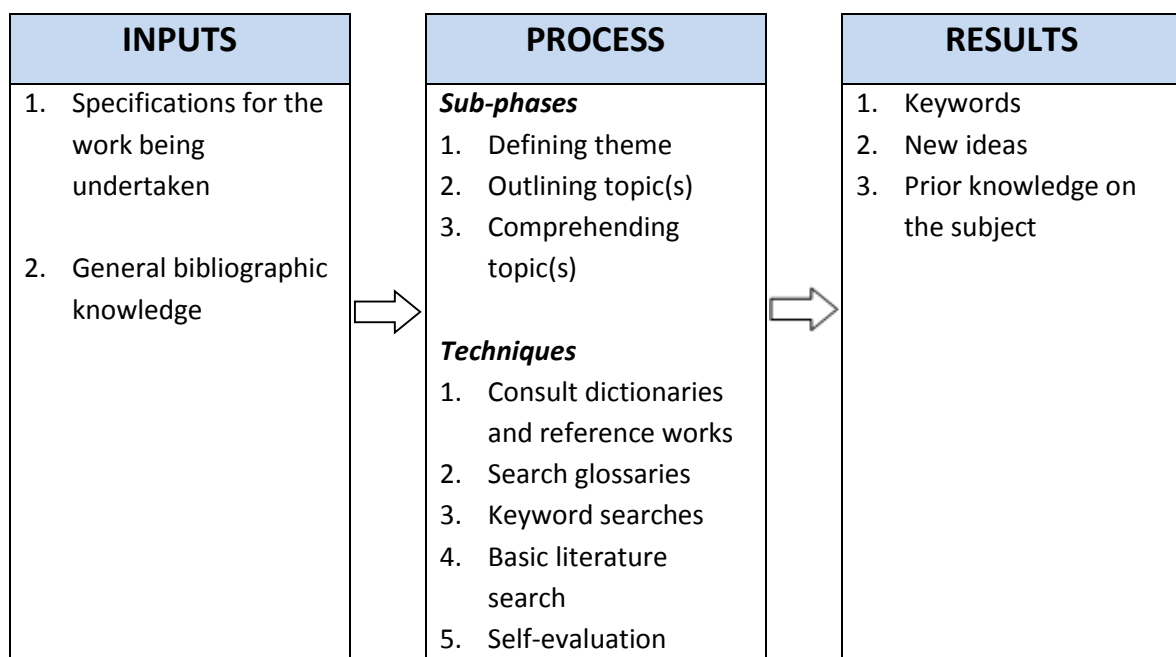 INPUTS
1. Specifications for the
work being
undertaken
2. General bibliographic
knowledge
PROCESS
Sub-phases
1. Defining theme
2. Outlining topic(s)
3. Comprehending
topic(s)
Techniques
1. Consult dictionaries
and reference works
2. Search glossaries
3. Keyword searches
4. Basic literature
search
5. Self-evaluation
RESULTS
1. Keywords
2. New ideas
3. Prior knowledge on
the subject